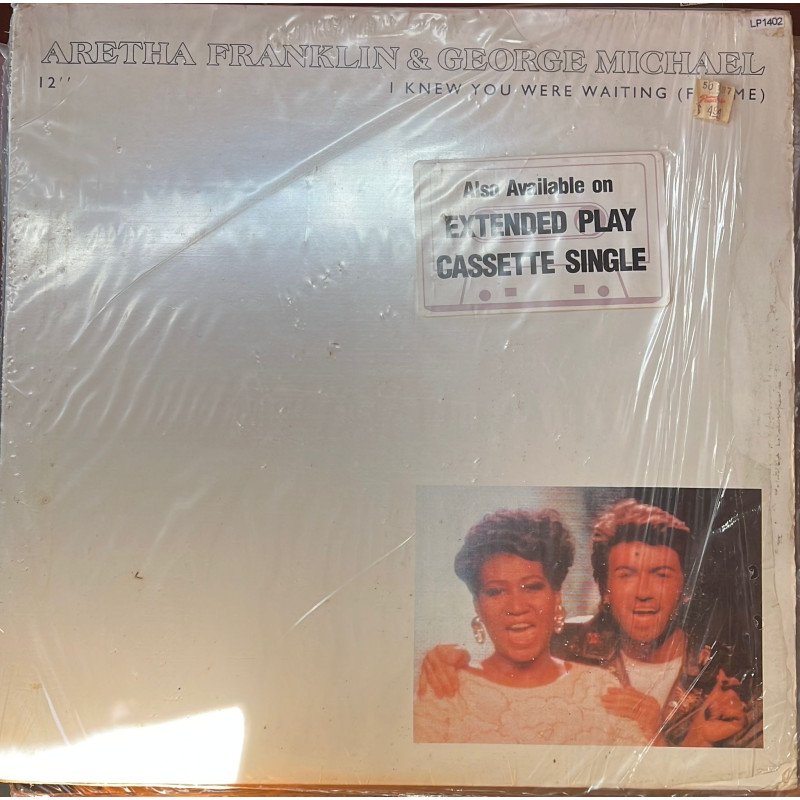 LP1402
ARETHA FRANKLIN & GEORGE MICHAEL
12''
I KNEW YOU WERE WAITING (F ME)
Also Available on
EXTENDED PLAY
CASSETTE SINGLE